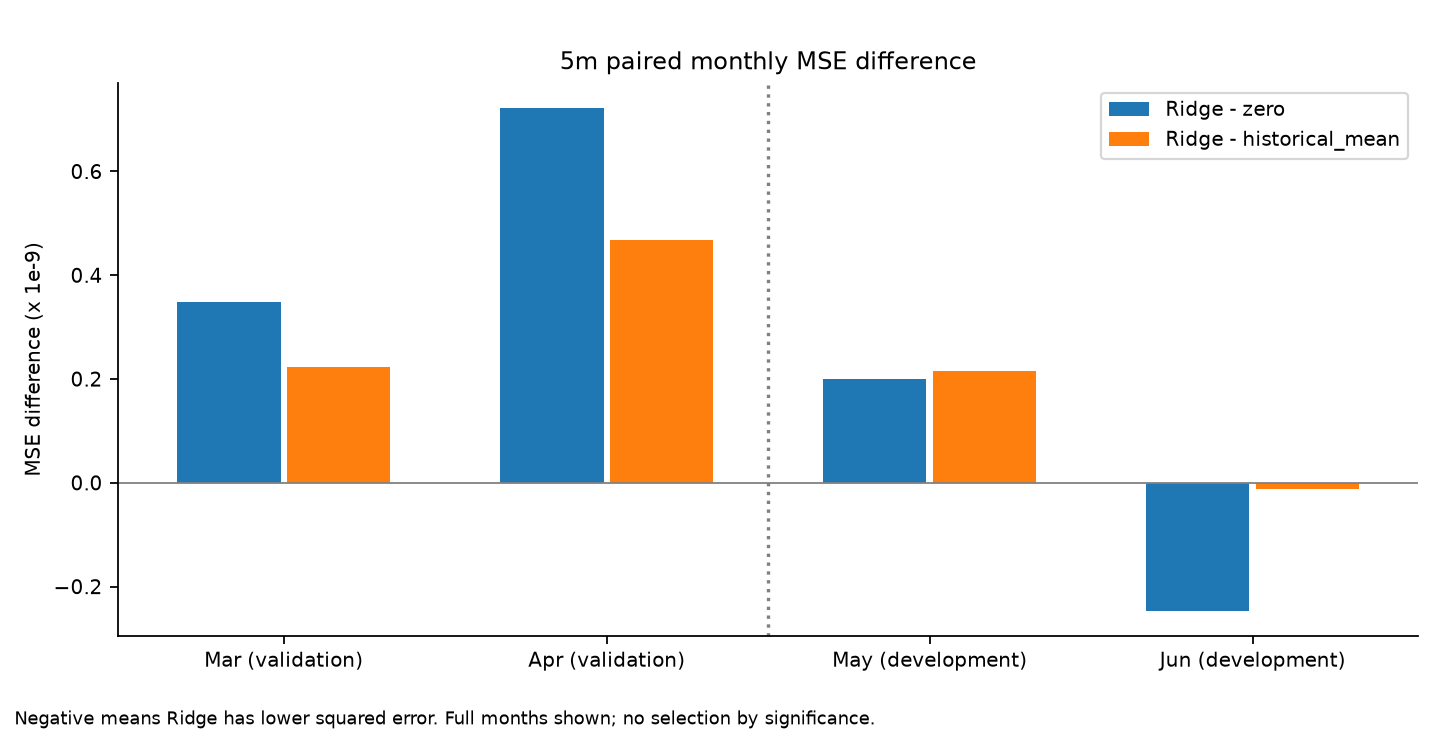 5m paired monthly MSE difference
Ridge - zero
Ridge - historical_mean
MSE difference (x 1e-9)
0.6
0.4
0.2
0.0
−0.2
Mar (validation)
Apr (validation)
May (development)
Jun (development)
Negative means Ridge has lower squared error. Full months shown; no selection by significance.